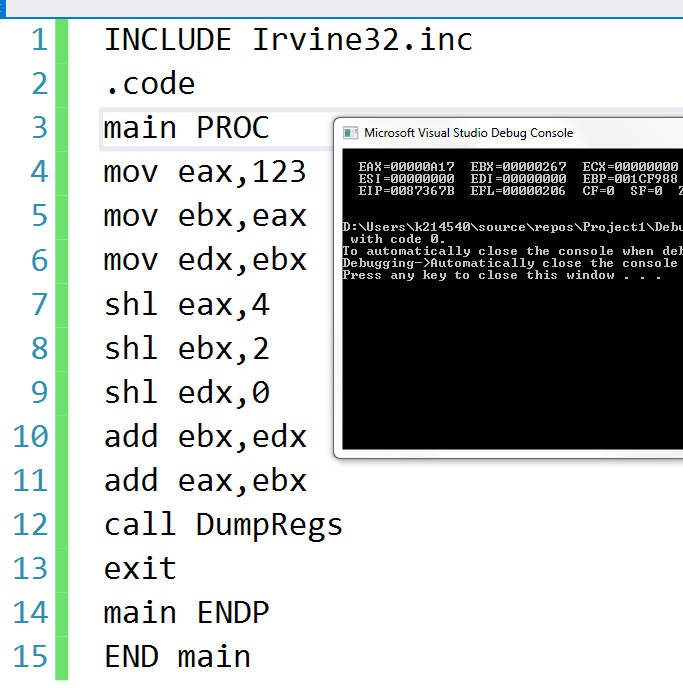 1 INCLUDE Irvine32.inc
2 .code
3 main PROC
4 mov eax,123
5 mov ebx,eax
6 mov edx,ebx
7 shl eax,4
8 shl ebx,2
9 shl edx,0
10 add ebx,edx
11 add eax,ebx
12 call DumpRegs
13 exit
14 main ENDP
15 END main
Microsoft Visual Studio Debug Console
EAX=00000A17 EBX=00000267 ECX=00000000
ESI=00000000 EDI=00000000 EBP=001CF988
EIP=0087367B EFL=00000206 CF=0 SF=0 Z
D:\Users\k214540\source\repos\Project1\Debu
with code 0.
To automatically close the console when deb
Debugging->Automatically close the console
Press any key to close this window . . .